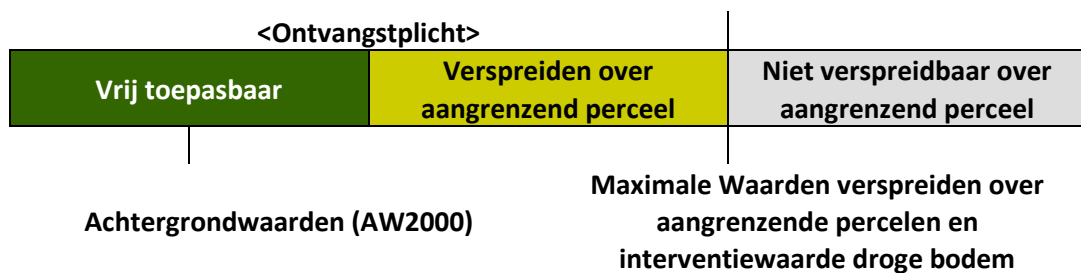 <Ontvangstplicht>
Vrij toepasbaar
Verspreiden over
aangrenzend perceel
Niet verspreidbaar over
aangrenzend perceel
Achtergrondwaarden (AW2000)
Maximale Waarden verspreiden over
aangrenzende percelen en
interventiewaarde droge bodem